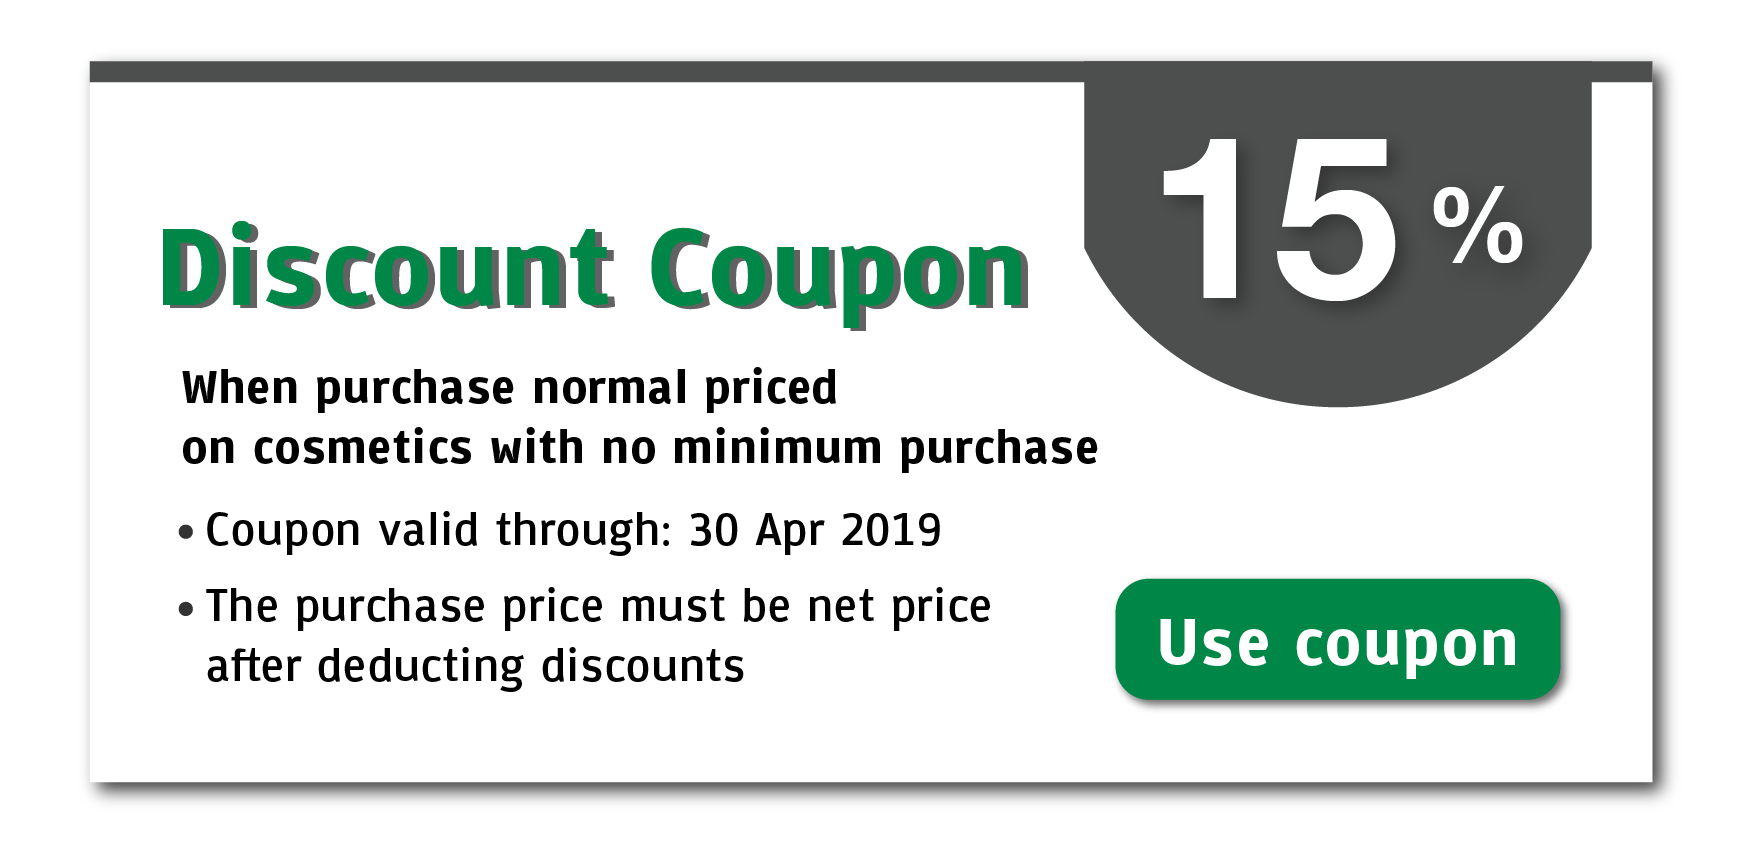 15 %
Discount Coupon
When purchase normal priced
on cosmetics with no minimum purchase
• Coupon valid through: 30 Apr 2019
• The purchase price must be net price
after deducting discounts
Use coupon